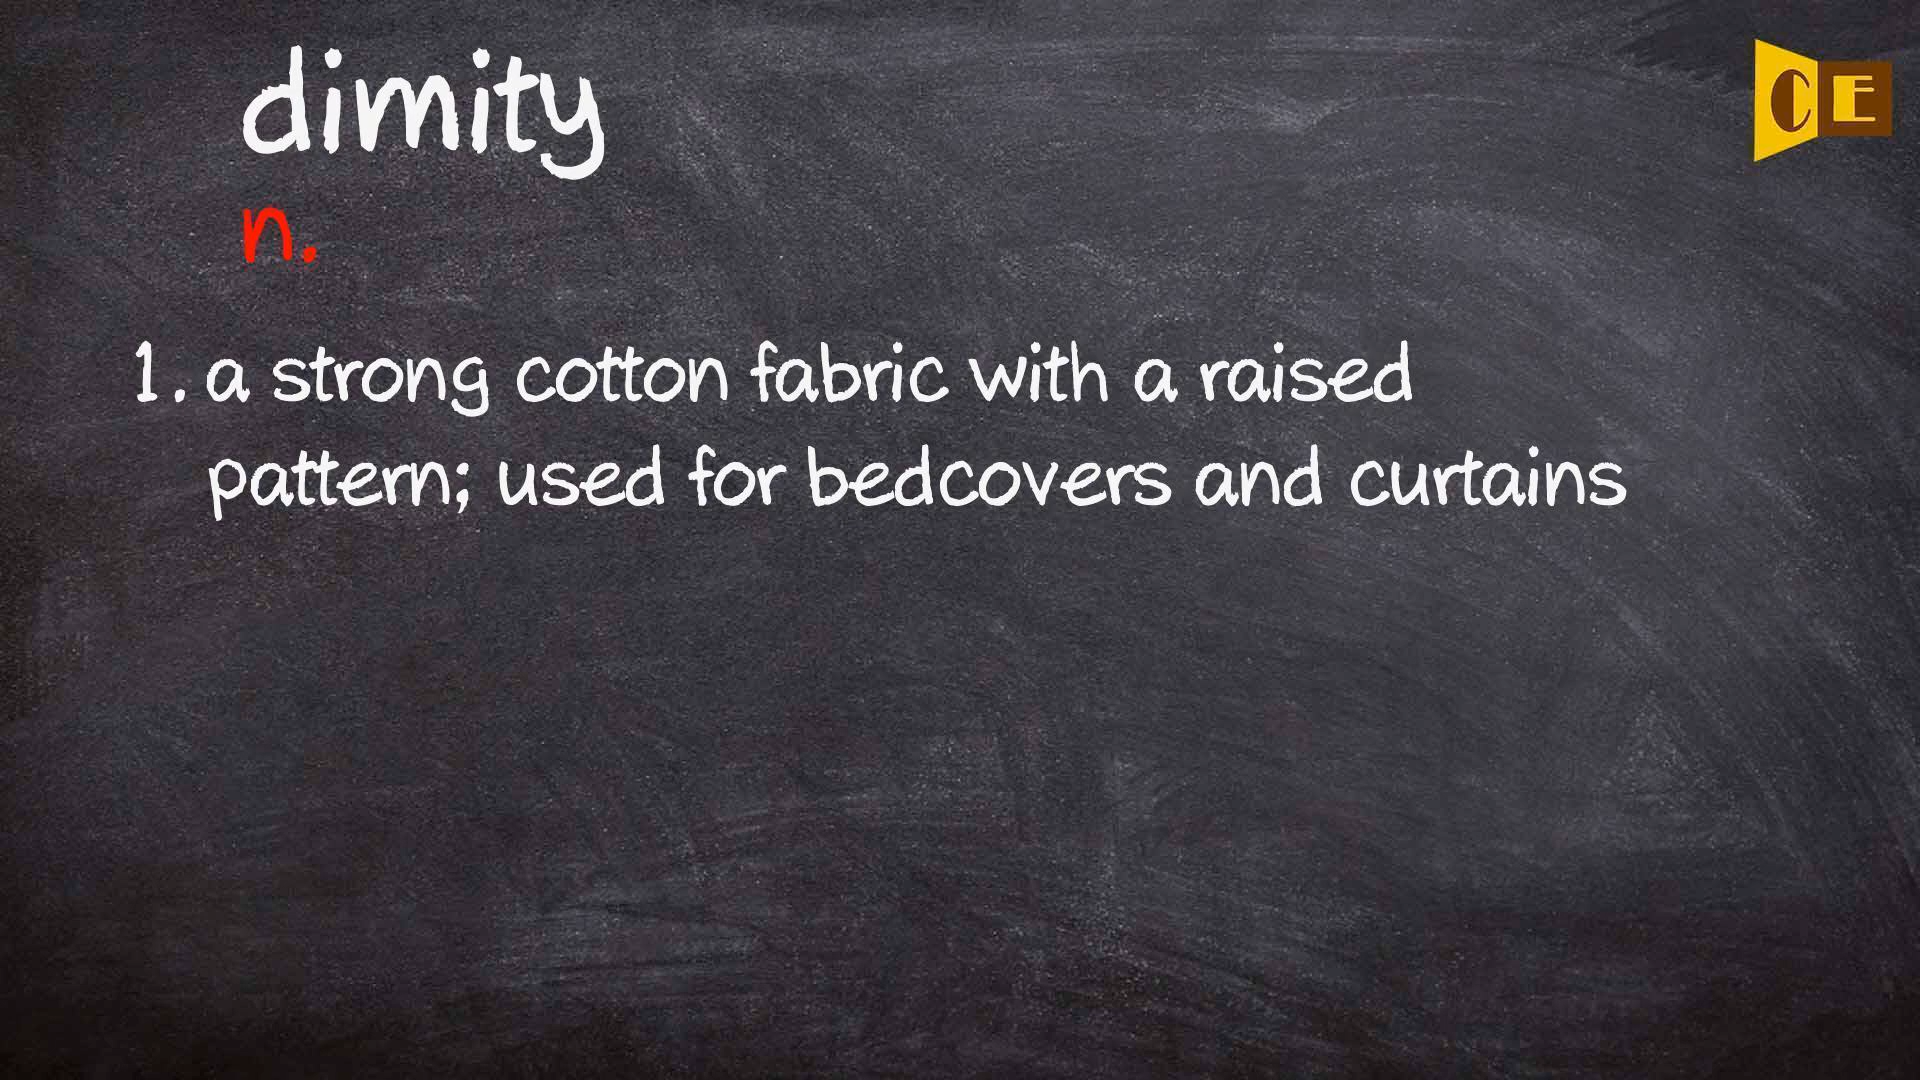 dimity
CE
n.
1. a strong cotton fabric with a raised
pattern; used for bedcovers and curtains